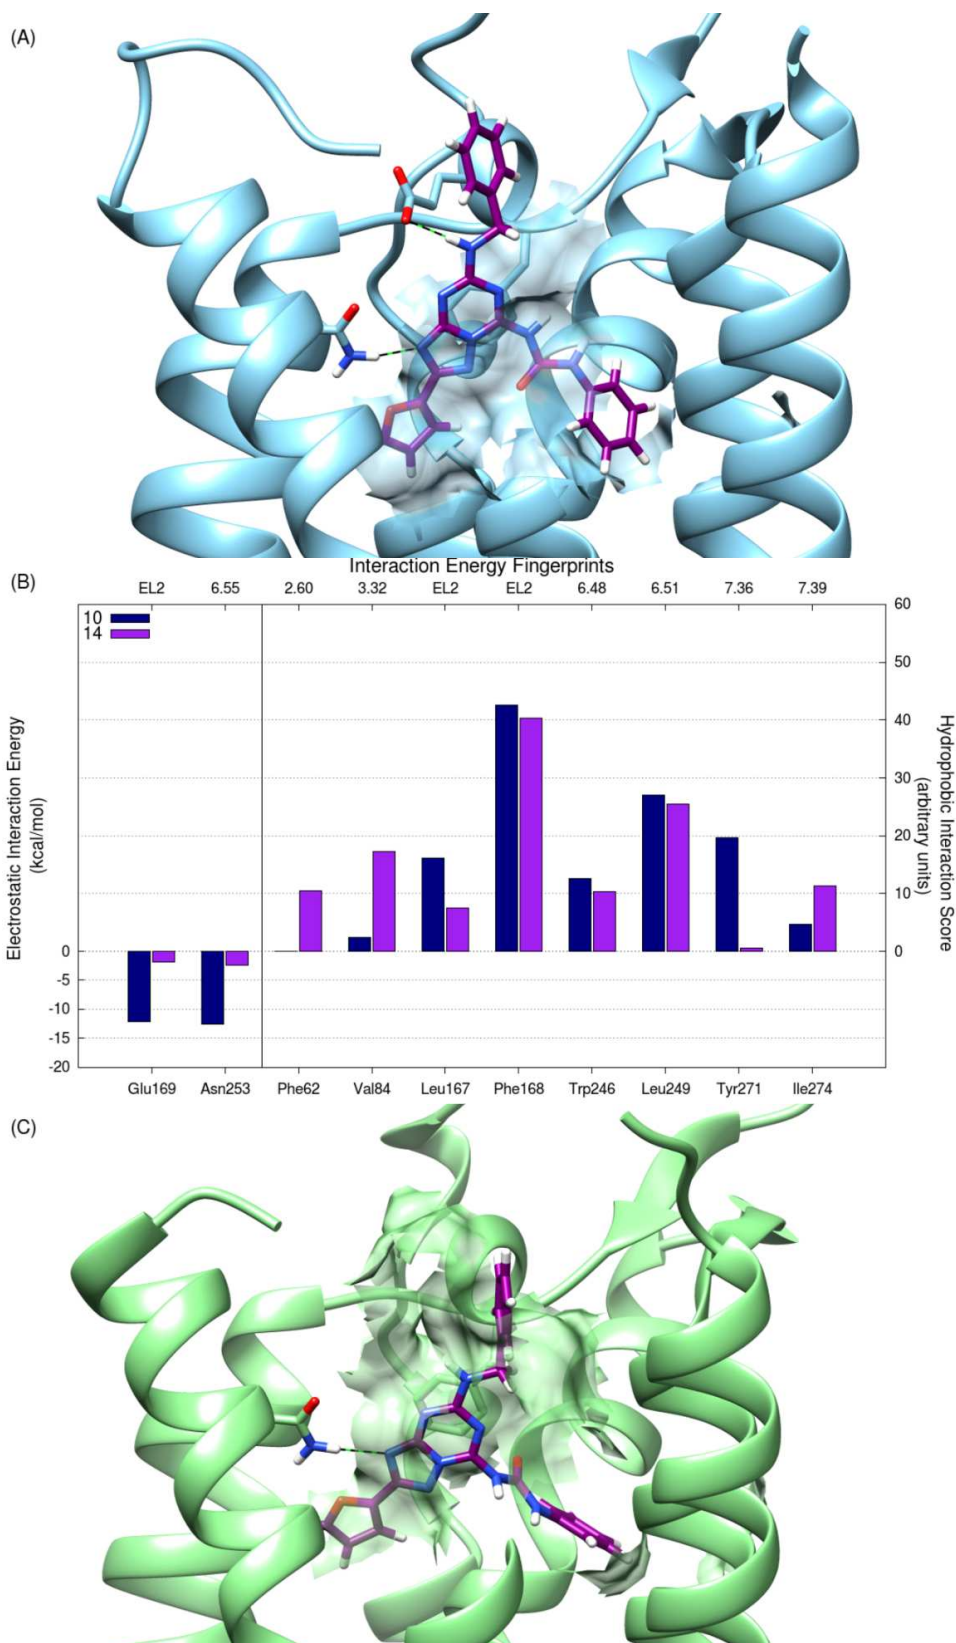 (A)
(B)
Interaction Energy Fingerprints
EL2 6.55 2.60 3.32 EL2 EL2 6.48 6.51 7.36 7.39
10
14
60
50
40
30
20
10
0
0
-5
-10
-15
-20
Electrostatic Interaction Energy
(kcal/mol)
Hydrophobic Interaction Score
(arbitrary units)
Glu169 Asn253 Phe62 Val84 Leu167 Phe168 Trp246 Leu249 Tyr271 Ile274
(C)